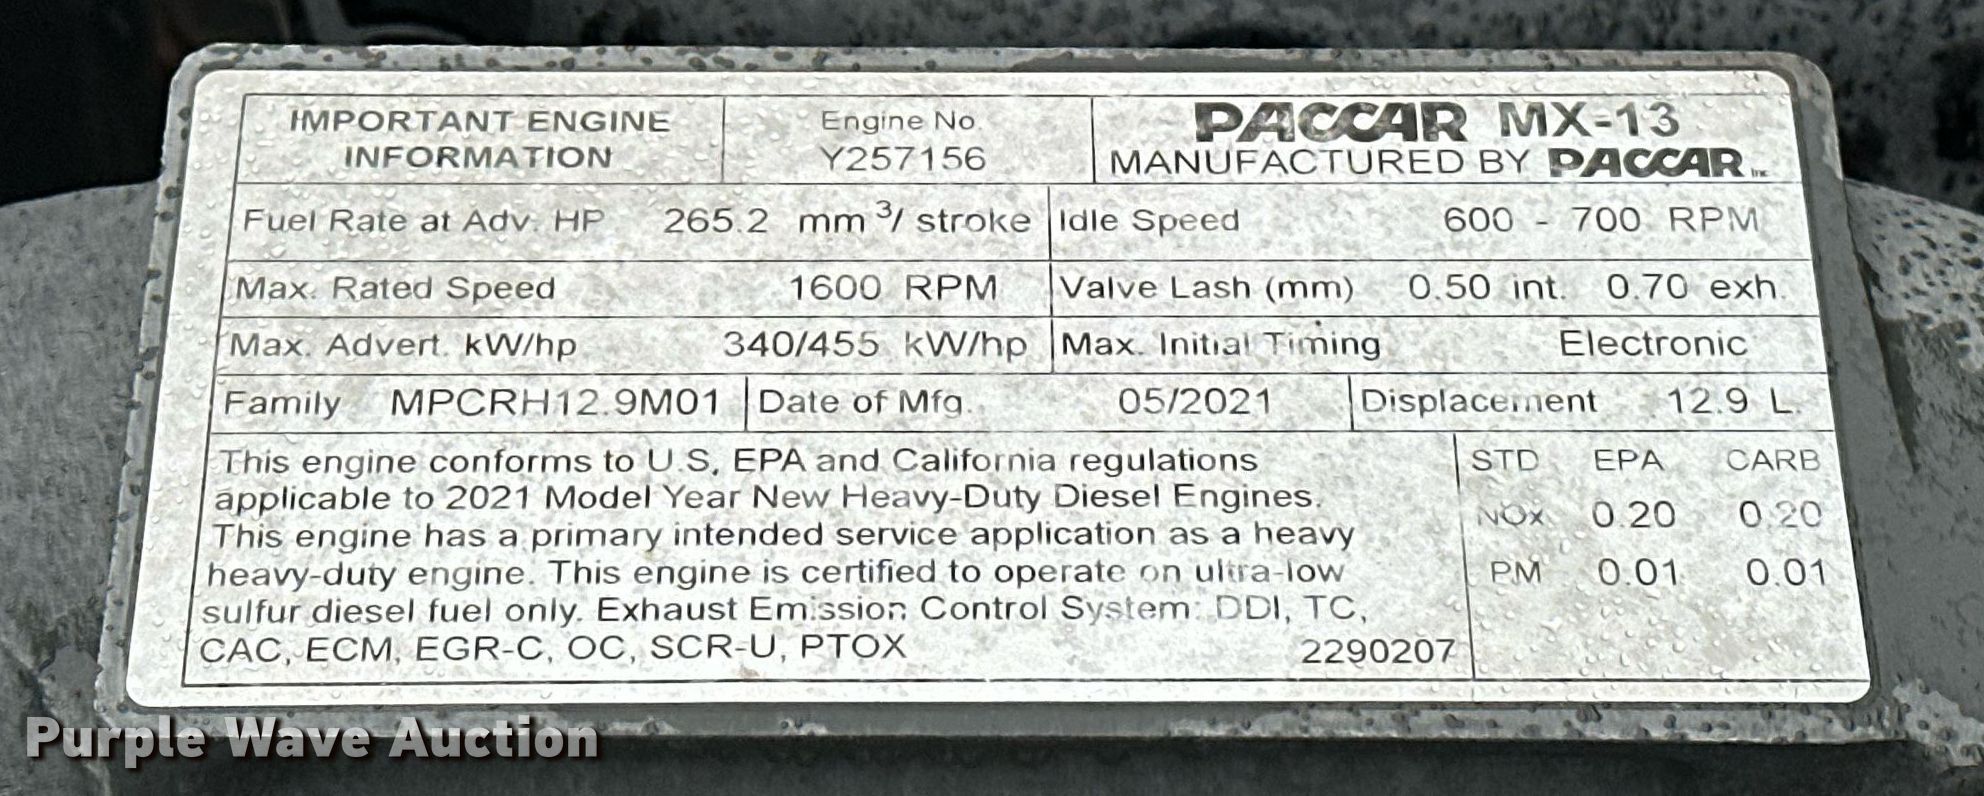 IMPORTANT ENGINE
INFORMATION
Engine No.
Y257156
PACCAR MX-13
MANUFACTURED BY PACCAR Inc
Fuel Rate at Adv. HP 265.2 mm³/ stroke
Idle Speed 600 - 700 RPM
Max. Rated Speed 1600 RPM
Valve Lash (mm) 0.50 int. 0.70 exh.
Max. Advert. kW/hp 340/455 kW/hp
Max. Initial Timing Electronic
Family MPCRH12.9M01
Date of Mfg. 05/2021
Displacement 12.9 L.
This engine conforms to U.S. EPA and California regulations
applicable to 2021 Model Year New Heavy-Duty Diesel Engines.
This engine has a primary intended service application as a heavy
heavy-duty engine. This engine is certified to operate on ultra-low
sulfur diesel fuel only. Exhaust Emission Control System: DDI, TC,
CAC, ECM, EGR-C, OC, SCR-U, PTOX
2290207
STD EPA CARB
NOx 0.20 0.20
PM 0.01 0.01
Purple Wave Auction